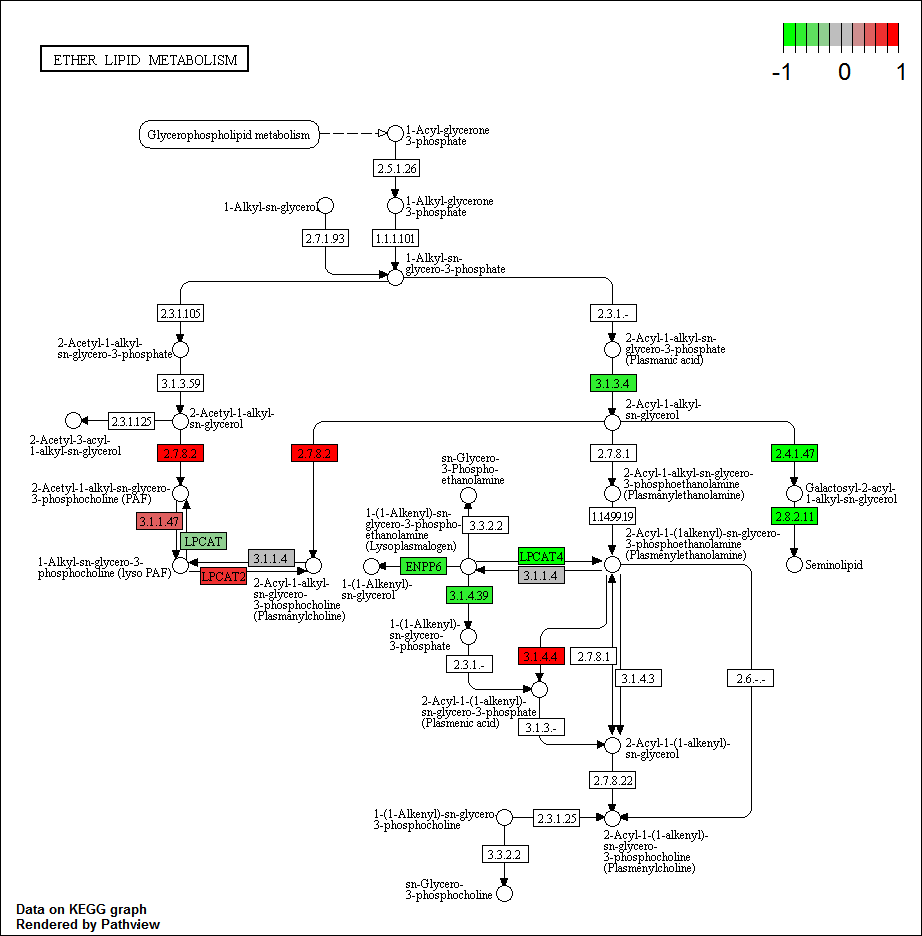 ETHER LIPID METABOLISM
-1 0 1
Glycerophospholipid metabolism
1-Acyl-glycerone
3-phosphate
2.5.1.26
1-Alkyl-sn-glycerol
1-Alkyl-glycerone
3-phosphate
2.7.1.93
1.1.1.101
1-Alkyl-sn-
glycero-3-phosphate
2.3.1.105
2.3.1.-
2-Acetyl-1-alkyl-
sn-glycero-3-phosphate
2-Acyl-1-alkyl-sn-
glycero-3-phosphate
(Plasmanic acid)
3.1.3.59
3.1.3.4
2.3.1.125
2-Acetyl-1-alkyl-
sn-glycerol
2-Acyl-1-alkyl-
sn-glycerol
2-Acetyl-3-acyl-
1-alkyl-sn-glycerol
2.7.8.2
2.7.8.2
sn-Glycero-
3-Phospho-
ethanolamine
2.7.8.1
2.4.1.47
2-Acyl-1-alkyl-sn-glycero-
3-phosphoethanolamine
(Plasmanylethanolamine)
Galactosyl-2-acyl-
1-alkyl-sn-glycerol
2-Acetyl-1-alkyl-sn-glycero-
3-phosphocholine (PAF)
3.1.1.47
LPCAT
1-(1-Alkenyl)-sn-
glycero-3-phospho-
ethanolamine
(Lysoplasmalogen)
3.3.2.2
1.14.99.19
2.8.2.11
2-Acyl-1-(1alkenyl)-sn-glycero-
3-phosphoethanolamine
(Plasmenylethanolamine)
1-Alkyl-sn-glycero-3-
phosphocholine (lyso PAF)
3.1.1.4
LPCAT2
2-Acyl-1-alkyl-
sn-glycero-
3-phosphocholine
(Plasmanylcholine)
ENPP6
LPCAT4
3.1.1.4
Seminolipid
1-(1-Alkenyl)-
sn-glycerol
3.1.4.39
1-(1-Alkenyl)-
sn-glycero-
3-phosphate
2.3.1.-
3.1.4.4
2.7.8.1
3.1.4.3
2.6.-.-
2-Acyl-1-(1-alkenyl)-
sn-glycero-3-phosphate
(Plasmenic acid)
3.1.3.-
2-Acyl-1-(1-alkenyl)-
sn-glycerol
2.7.8.22
1-(1-Alkenyl)-sn-glycero-
3-phosphocholine
2.3.1.25
2-Acyl-1-(1-alkenyl)-
sn-glycero-
3-phosphocholine
(Plasmenylcholine)
3.3.2.2
sn-Glycero-
3-phosphocholine
Data on KEGG graph
Rendered by Pathview